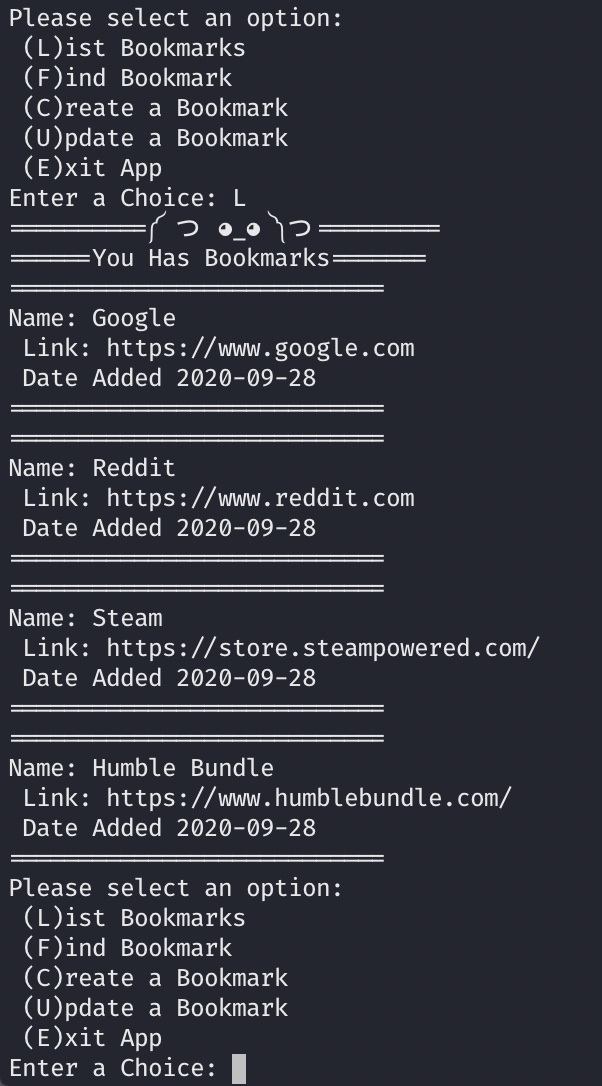 Please select an option:
 (L)ist Bookmarks
 (F)ind Bookmark
 (C)reate a Bookmark
 (U)pdate a Bookmark
 (E)xit App
Enter a Choice: L
==========༼ つ ◕_◕ ༽つ=========
======You Has Bookmarks=======
===========================
Name: Google
 Link: https://www.google.com
 Date Added 2020-09-28
===========================
===========================
Name: Reddit
 Link: https://www.reddit.com
 Date Added 2020-09-28
===========================
===========================
Name: Steam
 Link: https://store.steampowered.com/
 Date Added 2020-09-28
===========================
===========================
Name: Humble Bundle
 Link: https://www.humblebundle.com/
 Date Added 2020-09-28
===========================
Please select an option:
 (L)ist Bookmarks
 (F)ind Bookmark
 (C)reate a Bookmark
 (U)pdate a Bookmark
 (E)xit App
Enter a Choice: